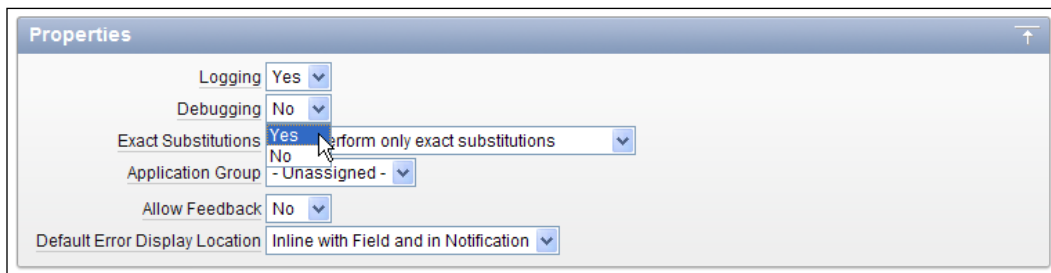 Properties
Logging Yes
Debugging No
Yes
Exact Substitutions erform only exact substitutions
No
Application Group - Unassigned -
Allow Feedback No
Default Error Display Location Inline with Field and in Notification